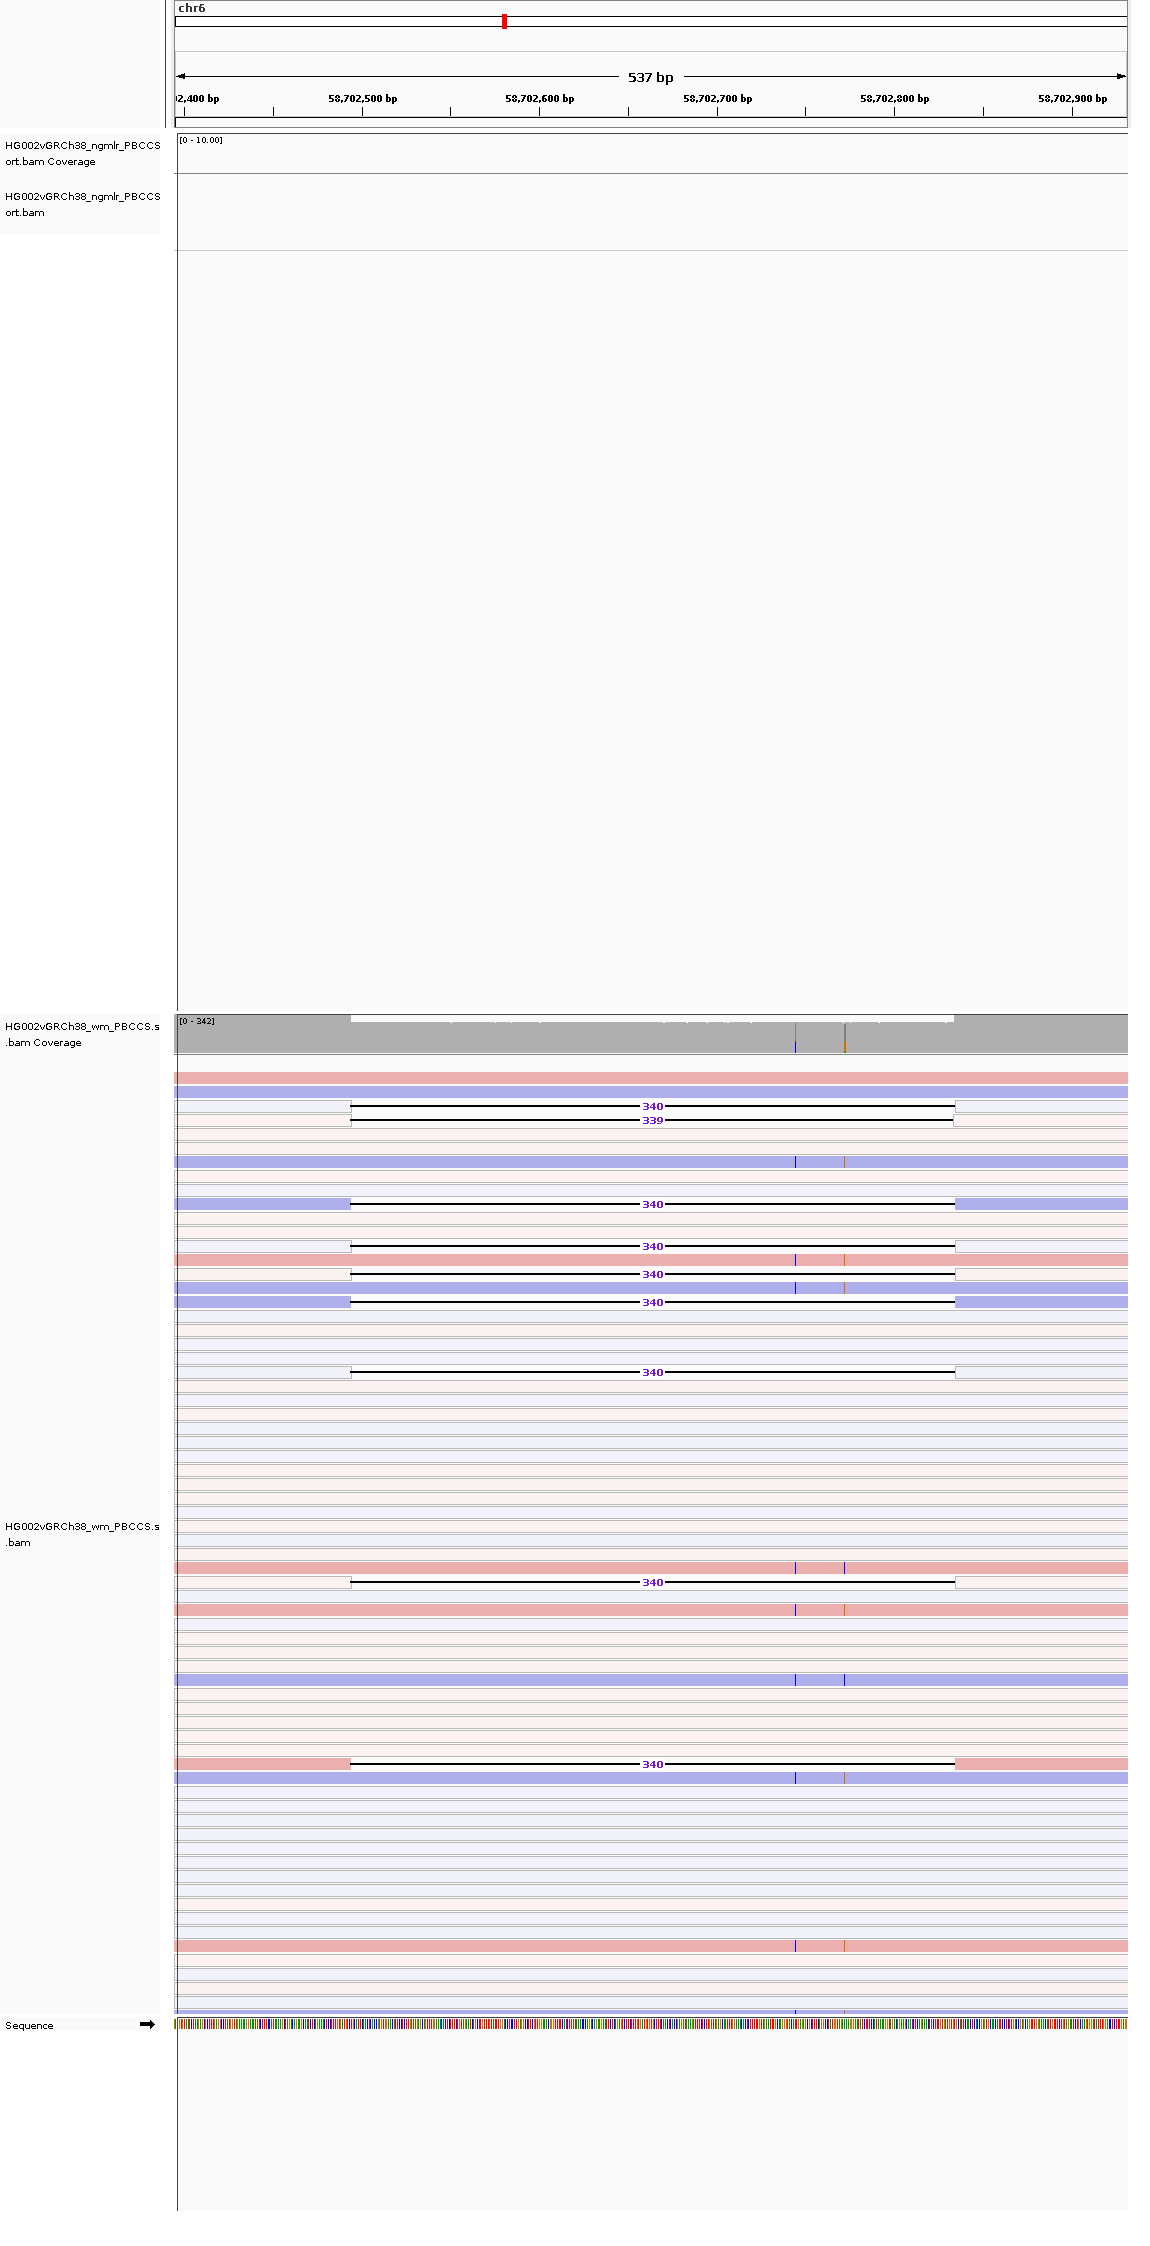 chr6
537 bp
02,400 bp 58,702,500 bp 58,702,600 bp 58,702,700 bp 58,702,800 bp 58,702,900 bp
HG002vGRCh38_ngmlr_PBCCS
ort.bam Coverage
[0 - 10.00]
HG002vGRCh38_ngmlr_PBCCS
ort.bam
HG002vGRCh38_wm_PBCCS.s
.bam Coverage
[0 - 342]
340
339
340
340
340
340
340
HG002vGRCh38_wm_PBCCS.s
.bam
340
340
Sequence